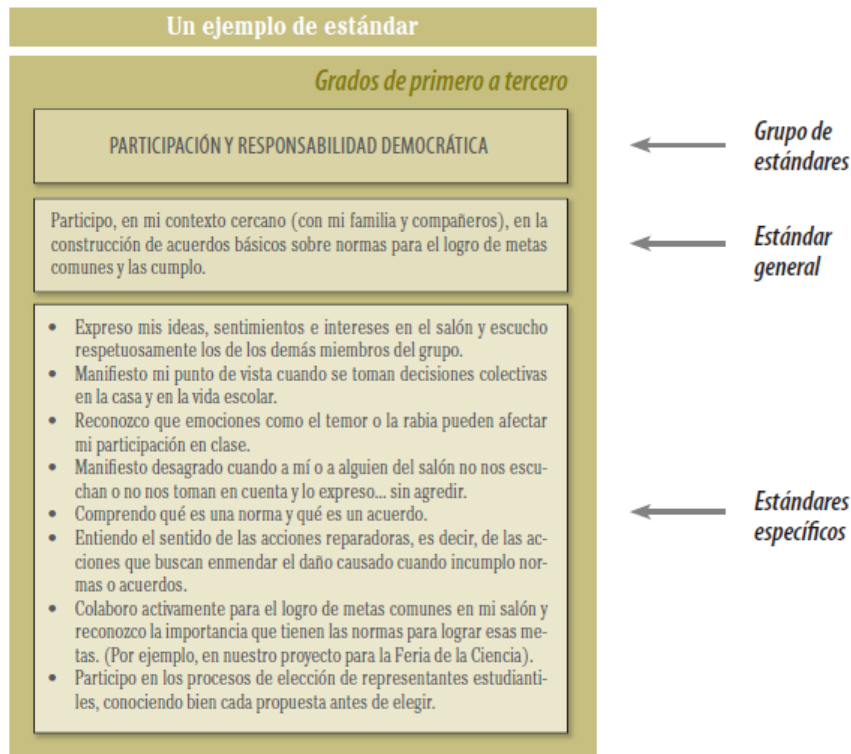 Un ejemplo de estándar
Grados de primero a tercero
PARTICIPACIÓN Y RESPONSABILIDAD DEMOCRÁTICA
Grupo de
estándares
Participo, en mi contexto cercano (con mi familia y compañeros), en la
construcción de acuerdos básicos sobre normas para el logro de metas
comunes y las cumplo.
Estándar
general
• Expreso mis ideas, sentimientos e intereses en el salón y escucho
respetuosamente los de los demás miembros del grupo.
• Manifiesto mi punto de vista cuando se toman decisiones colectivas
en la casa y en la vida escolar.
• Reconozco que emociones como el temor o la rabia pueden afectar
mi participación en clase.
• Manifiesto desagrado cuando a mí o a alguien del salón no nos escu-
chan o no nos toman en cuenta y lo expreso... sin agredir.
• Comprendo qué es una norma y qué es un acuerdo.
• Entiendo el sentido de las acciones reparadoras, es decir, de las ac-
ciones que buscan enmendar el daño causado cuando incumplo nor-
mas o acuerdos.
• Colaboro activamente para el logro de metas comunes en mi salón y
reconozco la importancia que tienen las normas para lograr esas me-
tas. (Por ejemplo, en nuestro proyecto para la Feria de la Ciencia).
• Participo en los procesos de elección de representantes estudianti-
les, conociendo bien cada propuesta antes de elegir.
Estándares
específicos